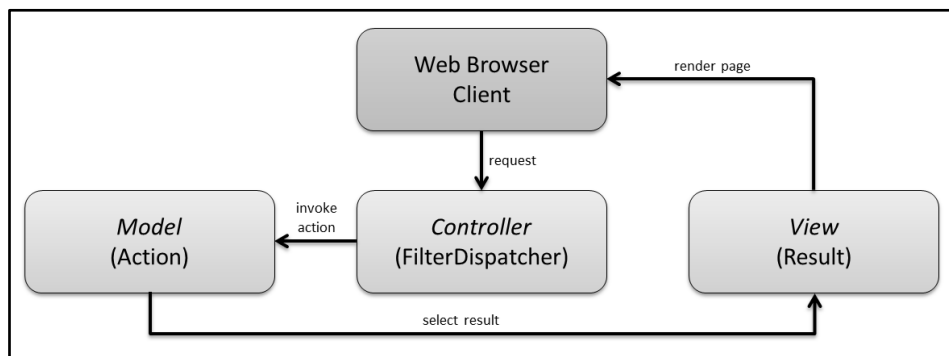 Web Browser
Client
render page
request
Model
(Action)
invoke
action
Controller
(FilterDispatcher)
View
(Result)
select result